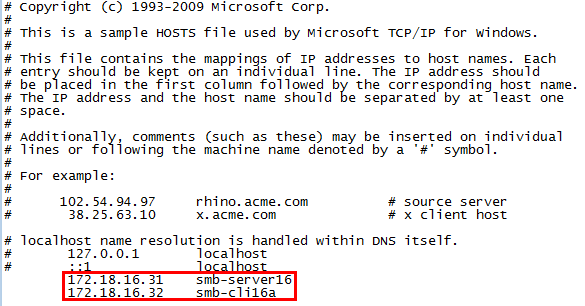 # Copyright (c) 1993-2009 Microsoft Corp.
#
# This is a sample HOSTS file used by Microsoft TCP/IP for Windows.
#
# This file contains the mappings of IP addresses to host names. Each
# entry should be kept on an individual line. The IP address should
# be placed in the first column followed by the corresponding host name.
# The IP address and the host name should be separated by at least one
# space.
#
# Additionally, comments (such as these) may be inserted on individual
# lines or following the machine name denoted by a '#' symbol.
#
# For example:
#
#      102.54.94.97     rhino.acme.com          # source server
#       38.25.63.10     x.acme.com              # x client host

# localhost name resolution is handled within DNS itself.
#       127.0.0.1       localhost
#       ::1             localhost
        172.18.16.31    smb-server16
        172.18.16.32    smb-cli16a